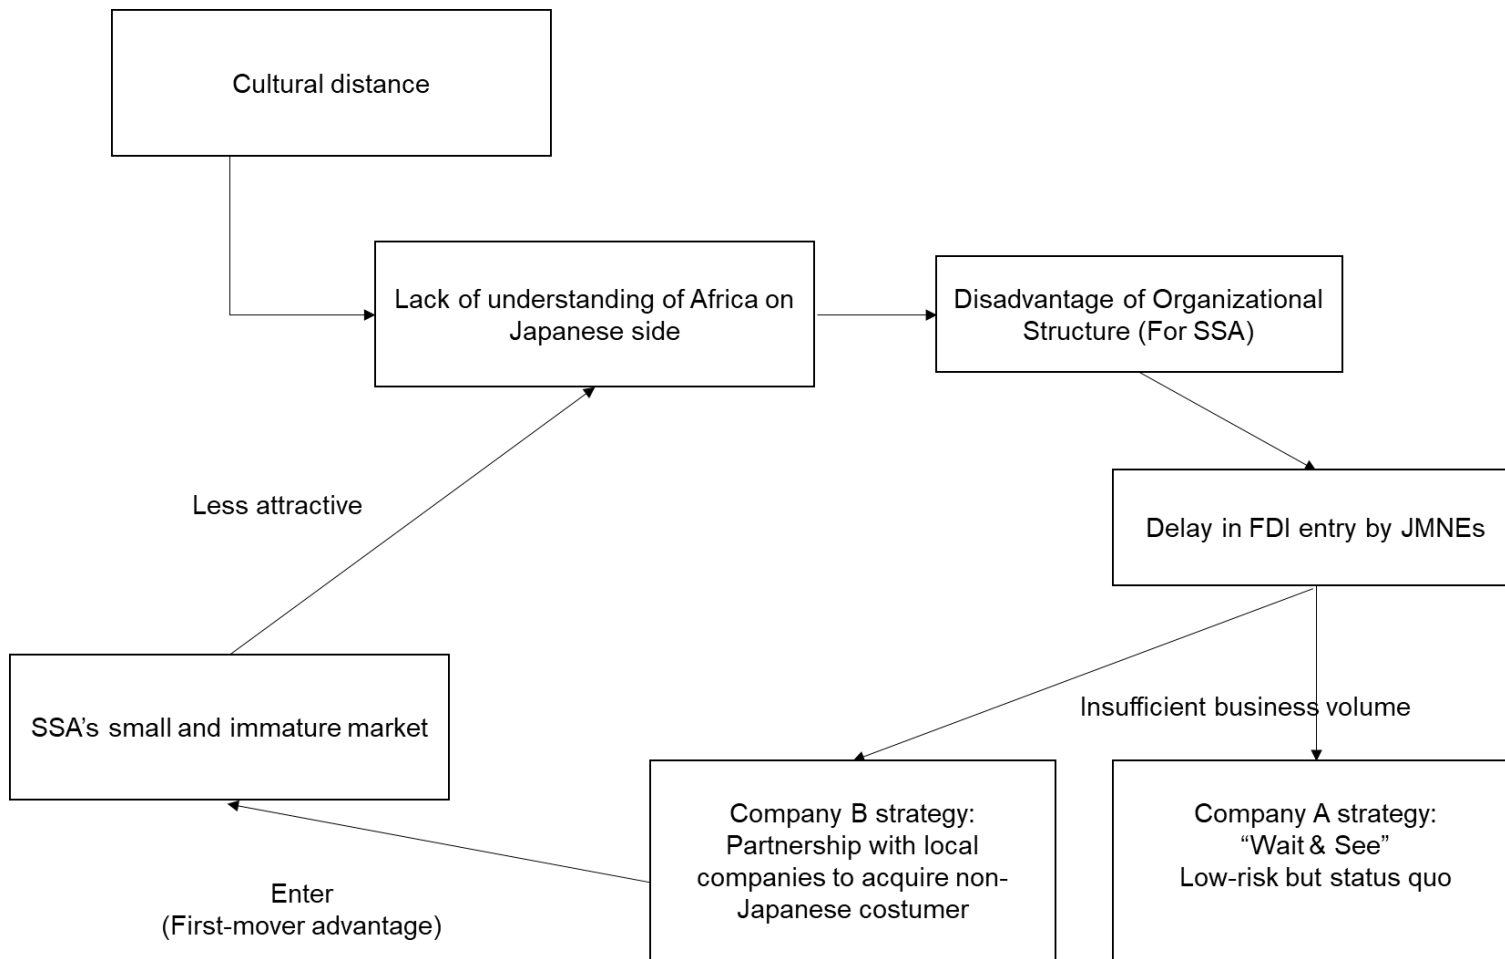 Cultural distance
Lack of understanding of Africa on
Japanese side
Disadvantage of Organizational
Structure (For SSA)
Less attractive
Delay in FDI entry by JMNEs
SSA’s small and immature market
Insufficient business volume
Company B strategy:
Partnership with local
companies to acquire non-
Japanese costumer
Company A strategy:
“Wait & See”
Low-risk but status quo
Enter
(First-mover advantage)